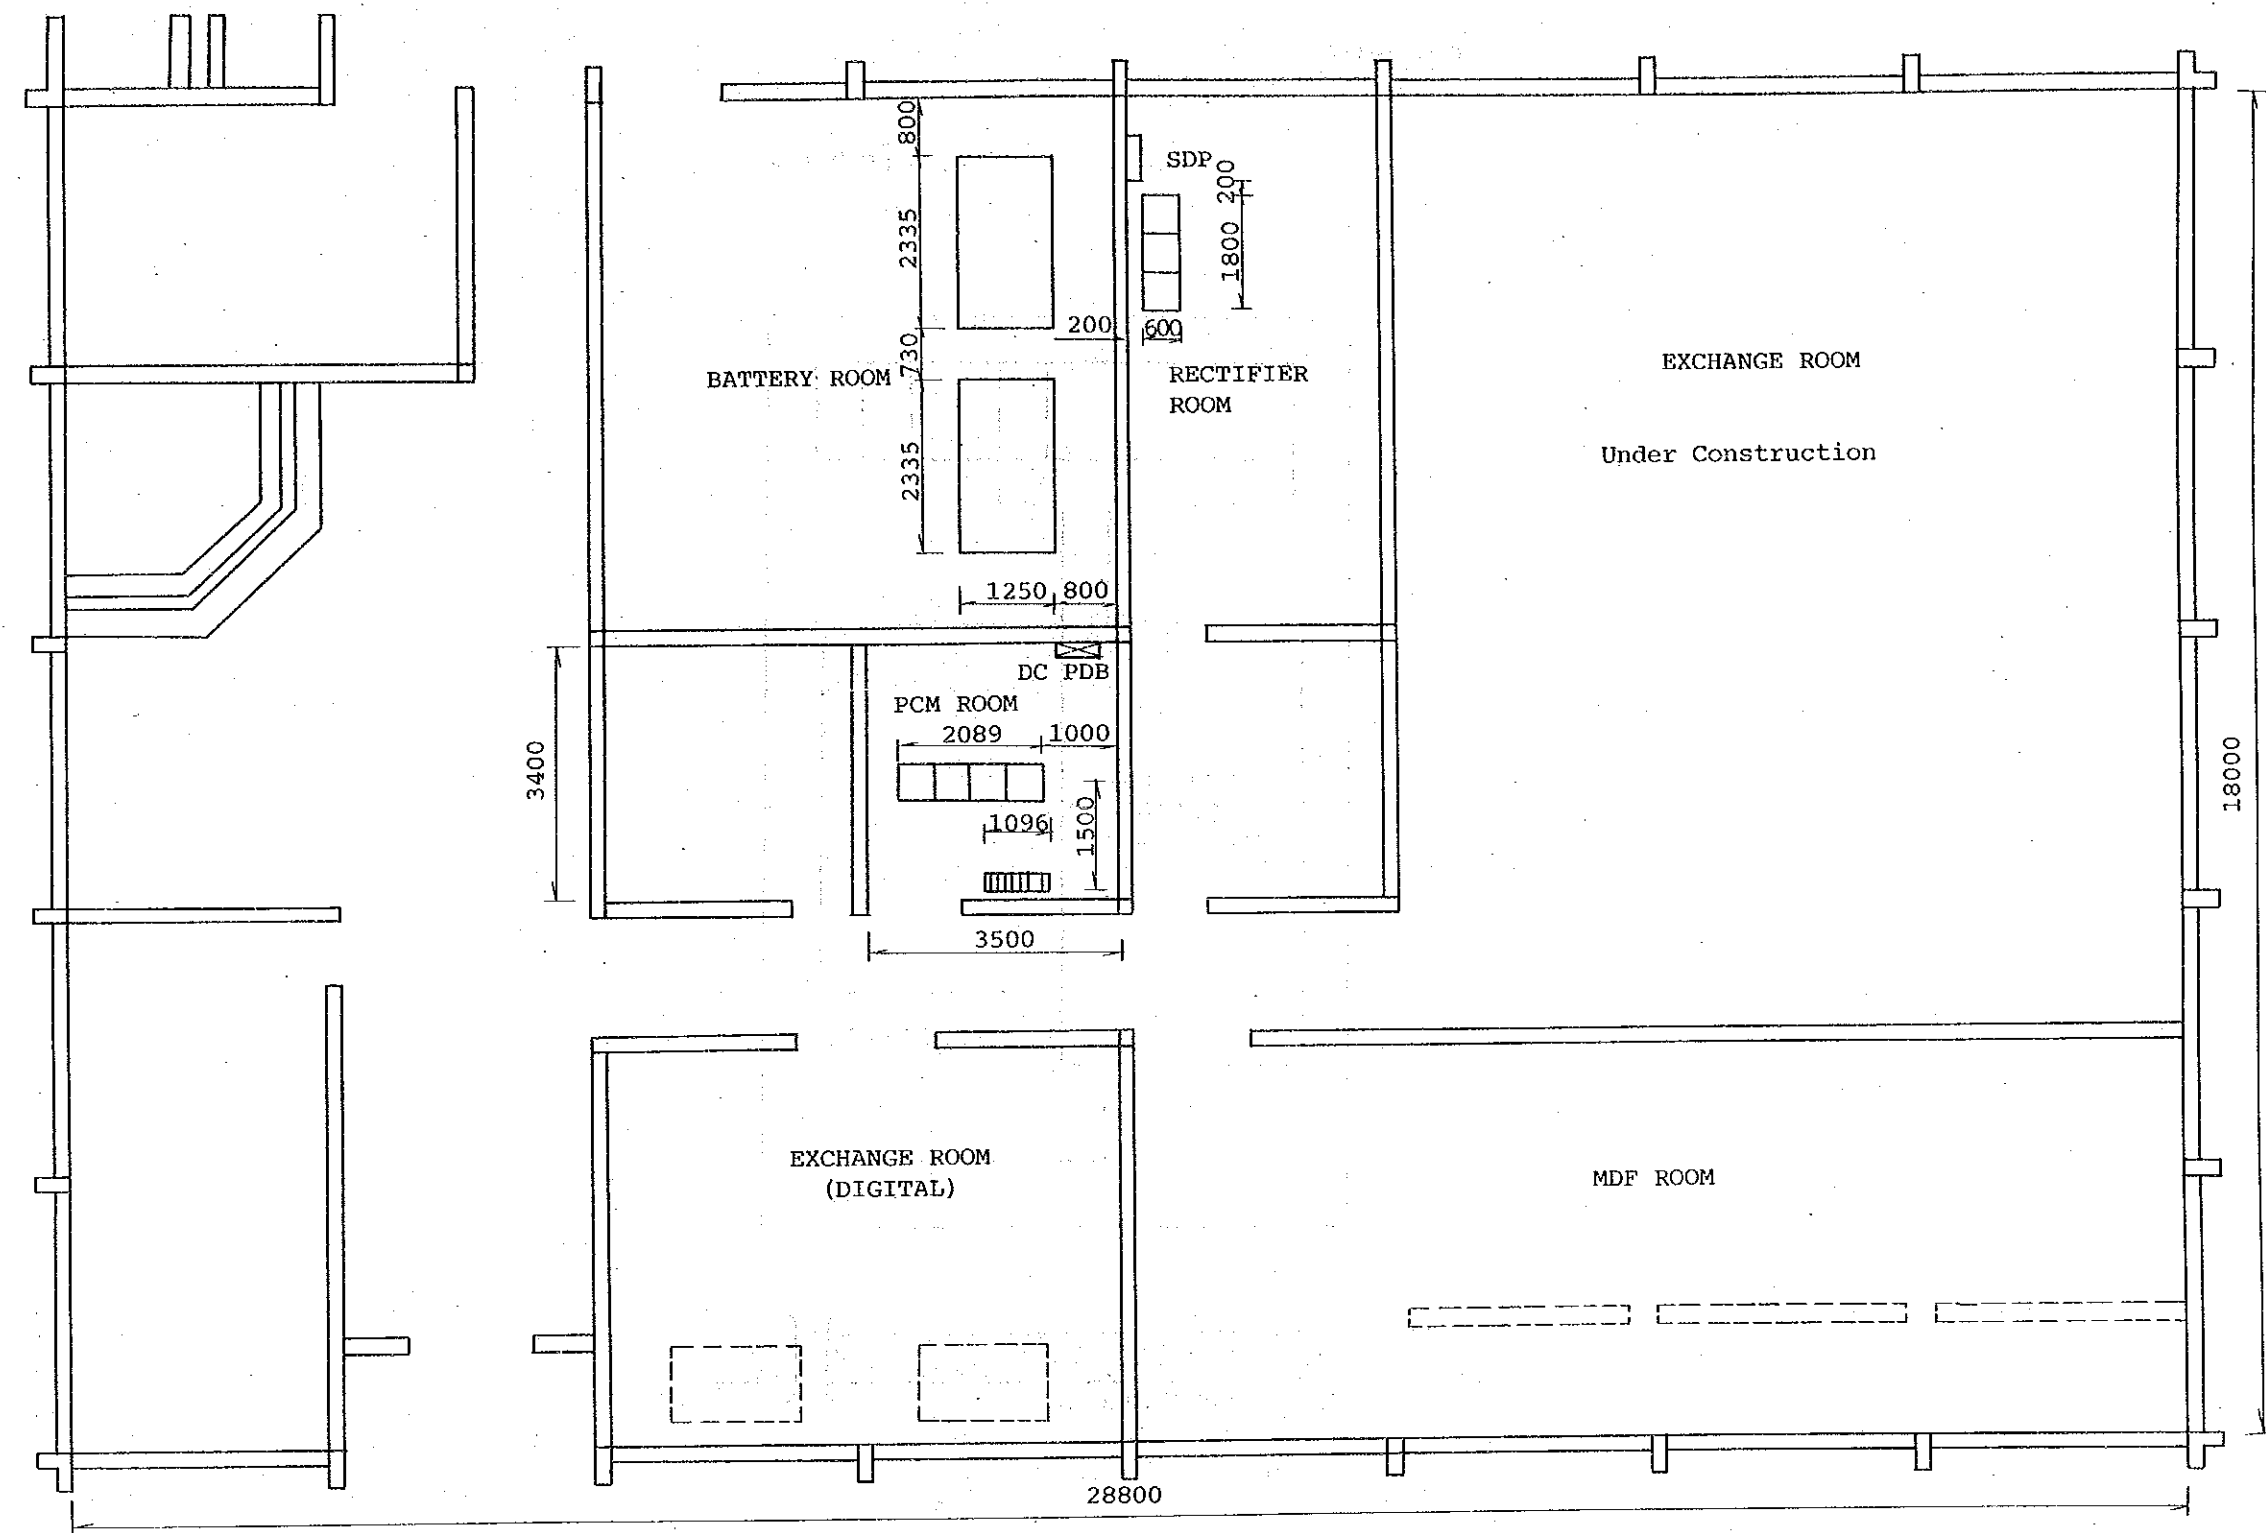 800
SDP
200
2335
1800
200
600
730
BATTERY ROOM
RECTIFIER
ROOM
EXCHANGE ROOM
Under Construction
2335
1250
800
DC PDB
PCM ROOM
2089
1000
3400
1096
1500
18000
3500
EXCHANGE ROOM
(DIGITAL)
MDF ROOM
28800